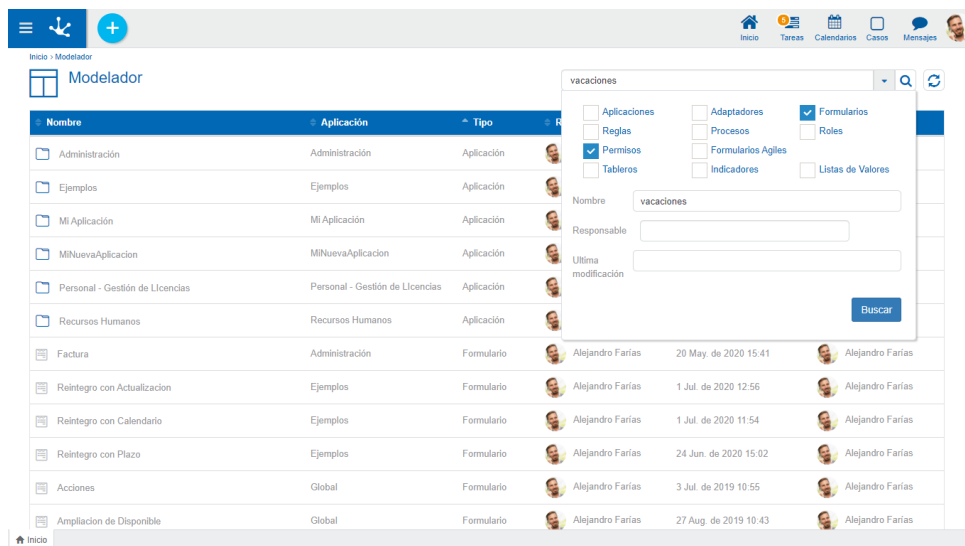 5
Inicio Tareas Calendarios Casos Mensajes
Inicio > Modelador
Modelador
vacaciones
Aplicaciones Adaptadores Formularios
Reglas Procesos Roles
Permisos Formularios Agiles
Tableros Indicadores Listas de Valores
Nombre vacaciones
Responsable
Ultima
modificación
Buscar
Nombre Aplicación Tipo R
Administración Administración Aplicación
Ejemplos Ejemplos Aplicación
Mi Aplicación Mi Aplicación Aplicación
MiNuevaAplicacion MiNuevaAplicacion Aplicación
Personal - Gestión de LIcencias Personal - Gestión de LIcencias Aplicación
Recursos Humanos Recursos Humanos Aplicación
Factura Administración Formulario Alejandro Farías 20 May. de 2020 15:41 Alejandro Farías
Reintegro con Actualizacion Ejemplos Formulario Alejandro Farías 1 Jul. de 2020 12:56 Alejandro Farías
Reintegro con Calendario Ejemplos Formulario Alejandro Farías 1 Jul. de 2020 11:54 Alejandro Farías
Reintegro con Plazo Ejemplos Formulario Alejandro Farías 24 Jun. de 2020 15:02 Alejandro Farías
Acciones Global Formulario Alejandro Farías 3 Jul. de 2019 10:55 Alejandro Farías
Ampliacion de Disponible Global Formulario Alejandro Farías 27 Aug. de 2019 10:43 Alejandro Farías
Inicio